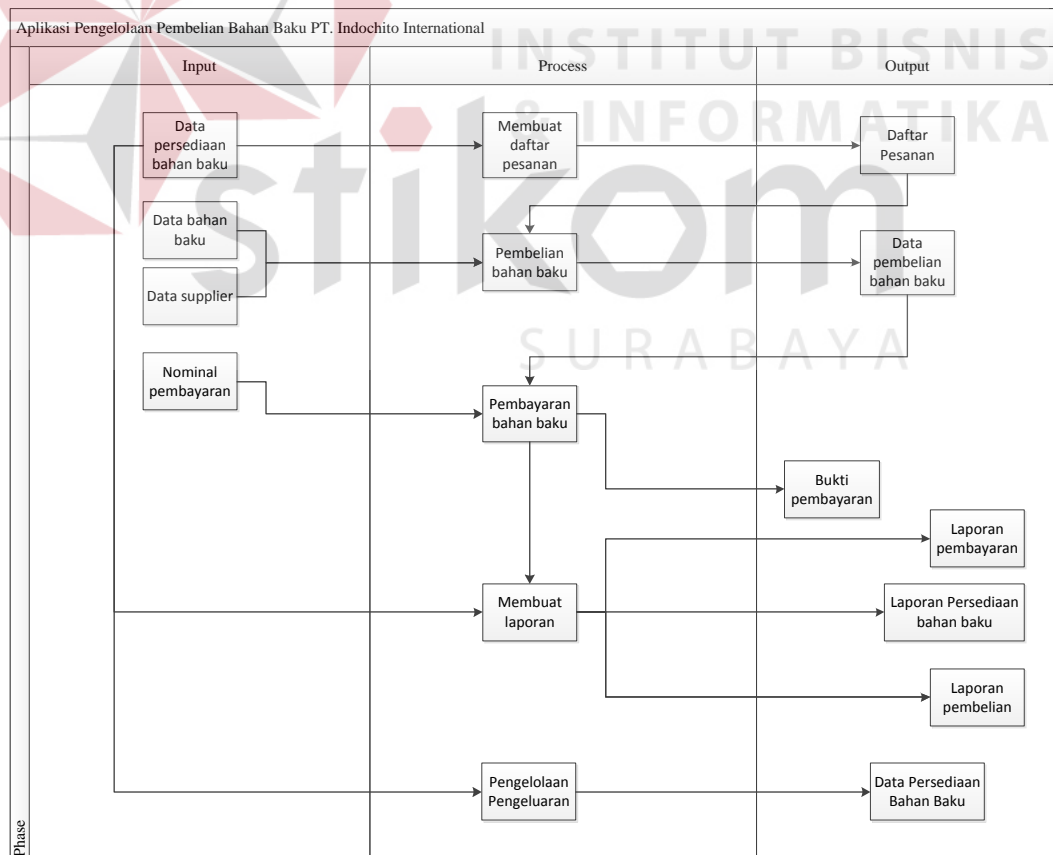 Aplikasi Pengelolaan Pembelian Bahan Baku PT. Indochito International
INSTITUT BISNIS
& INFORMATIKA
stikom
SURABAYA
Input
Process
Output
Data
persediaan
bahan baku
Membuat
daftar
pesanan
Daftar
Pesanan
Data bahan
baku
Data supplier
Pembelian
bahan baku
Data
pembelian
bahan baku
Nominal
pembayaran
Pembayaran
bahan baku
Bukti
pembayaran
Laporan
pembayaran
Membuat
laporan
Laporan Persediaan
bahan baku
Laporan
pembelian
Pengelolaan
Pengeluaran
Data Persediaan
Bahan Baku
Phase